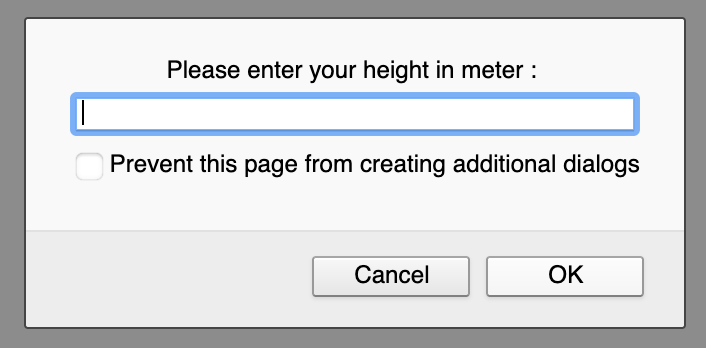 Please enter your height in meter :
Prevent this page from creating additional dialogs
Cancel
OK